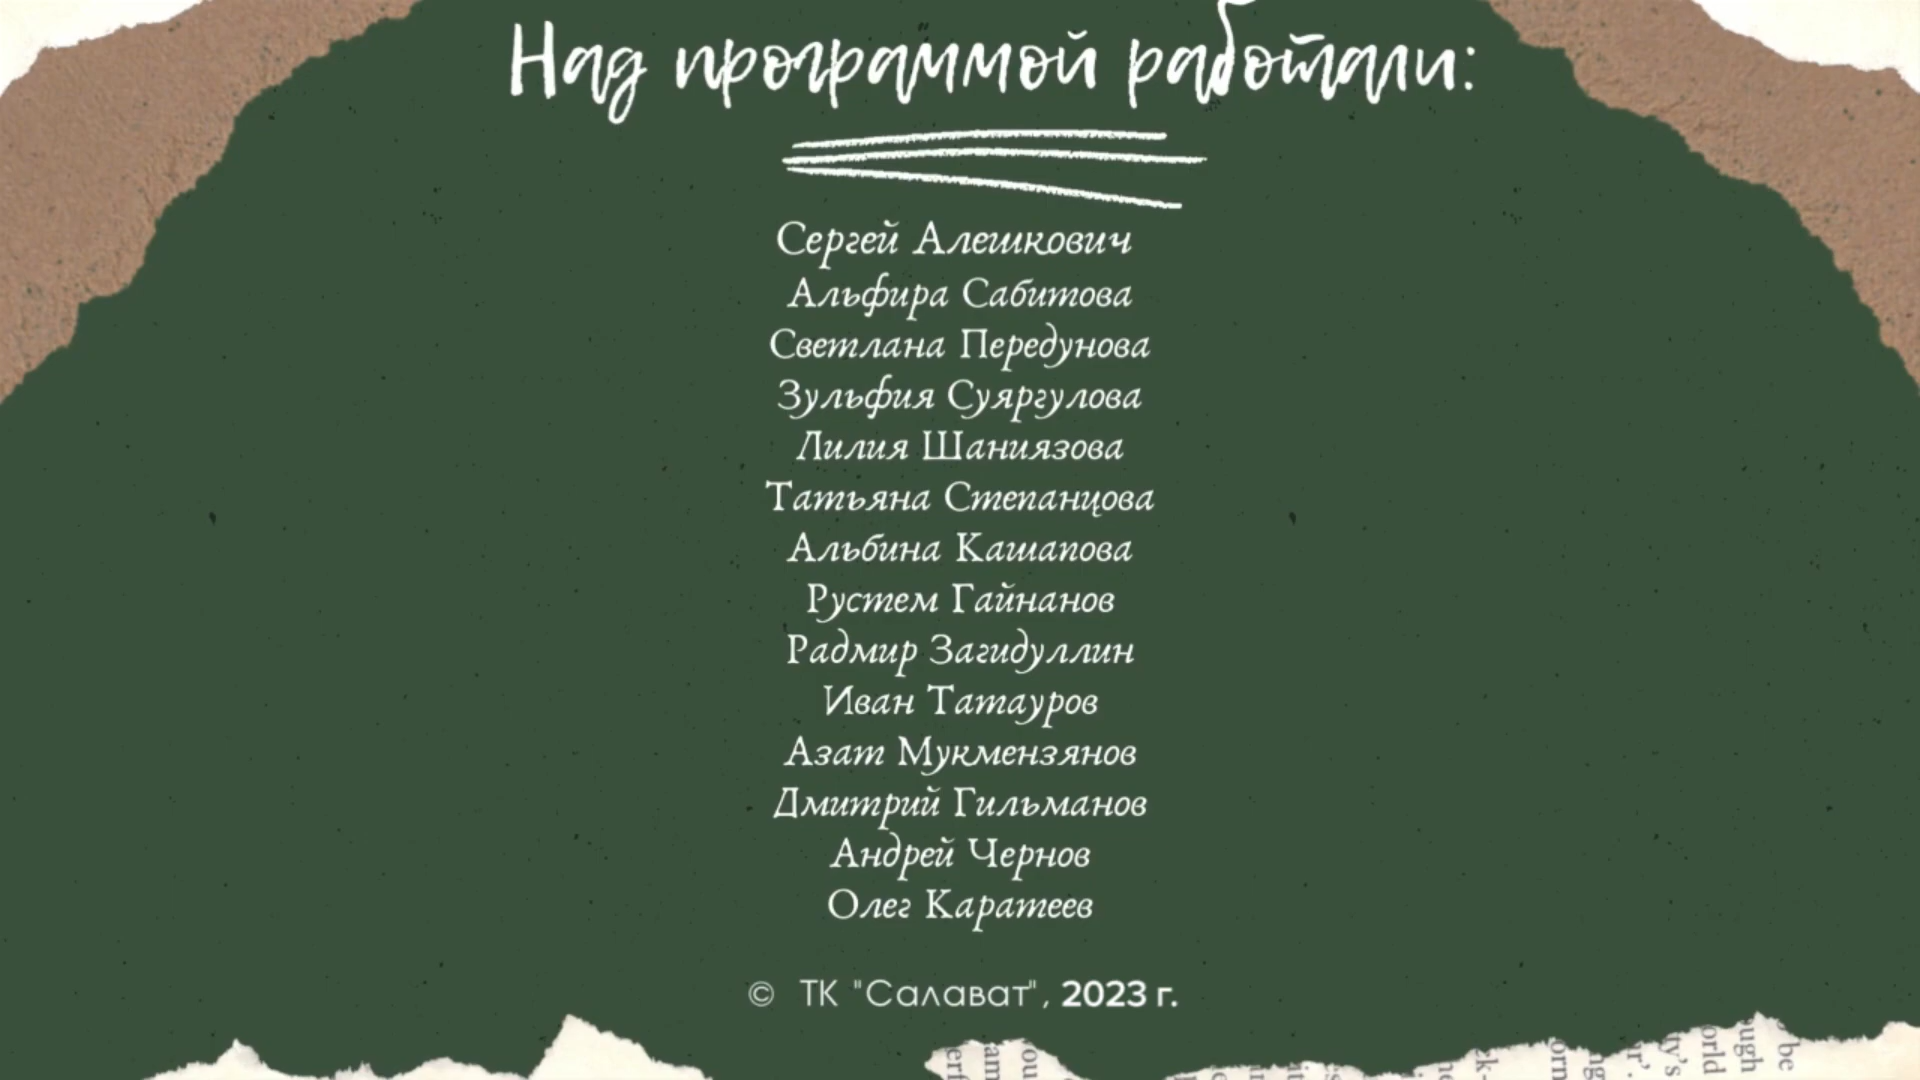 Над программой работали:
Сергей Алешкович
Альфира Сабитова
Светлана Передунова
Зульфия Суяргулова
Лилия Шаниязова
Татьяна Степанцова
Альбина Кашапова
Рустем Гайнанов
Радмир Загидуллин
Иван Татауров
Азат Мукмензянов
Дмитрий Гильманов
Андрей Чернов
Олег Каратеев
© ТК "Салават", 2023 г.